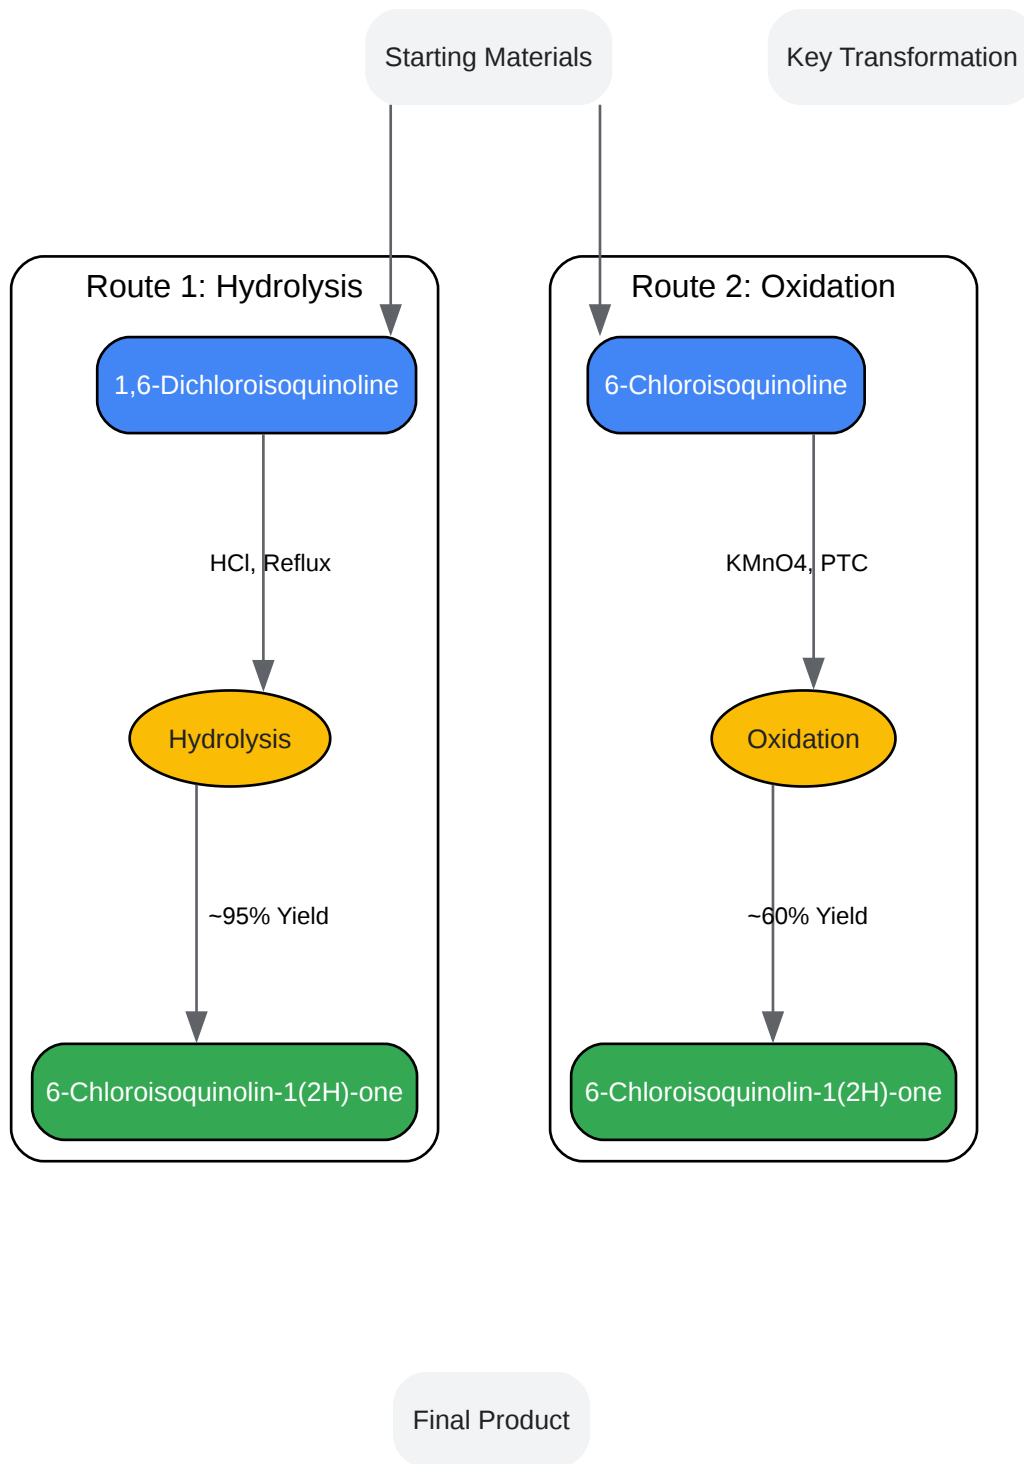 Starting Materials
Key Transformation
Route 1: Hydrolysis
1,6-Dichloroisoquinoline
HCl, Reflux
Hydrolysis
~95% Yield
6-Chloroisoquinolin-1(2H)-one
Route 2: Oxidation
6-Chloroisoquinoline
KMnO4, PTC
Oxidation
~60% Yield
6-Chloroisoquinolin-1(2H)-one
Final Product